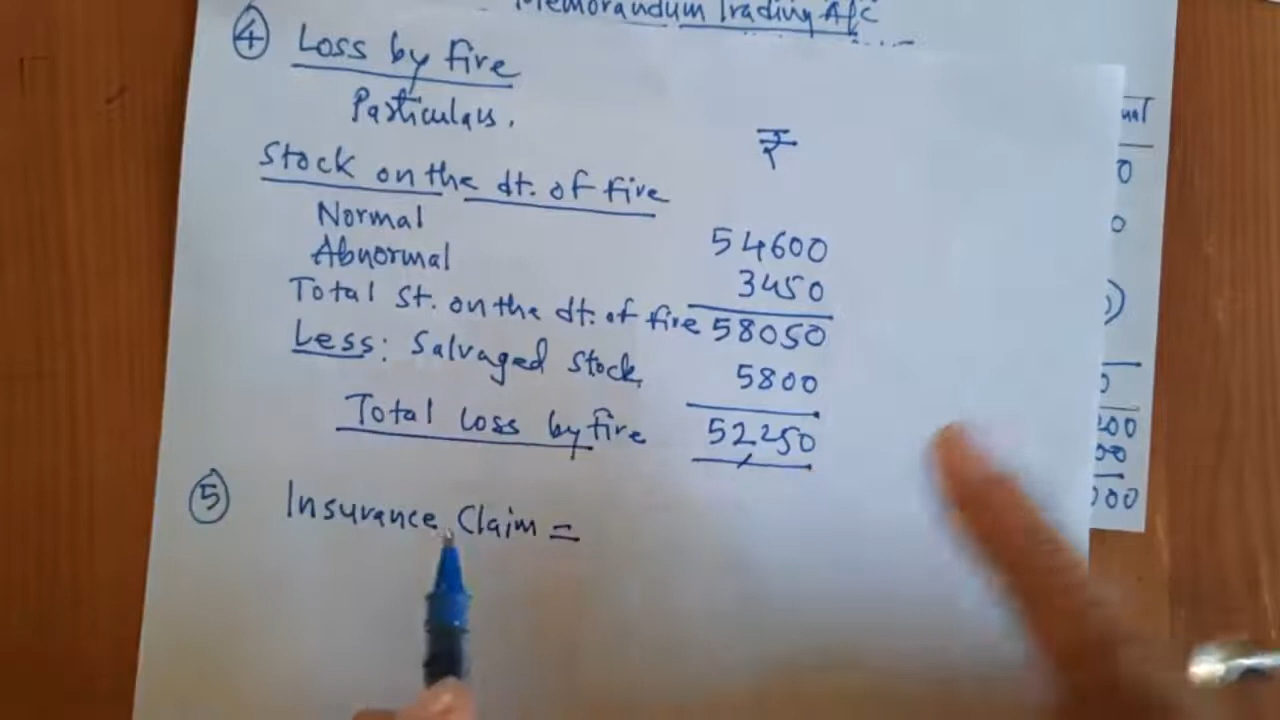 Memorandum Trading A/c
④ Loss by fire
Particulars.
₹
Stock on the dt. of fire
Normal 54600
Abnormal 3450
Total St. on the dt. of fire 58050
Less: Salvaged Stock 5800
Total loss by fire 52250
⑤ Insurance Claim =